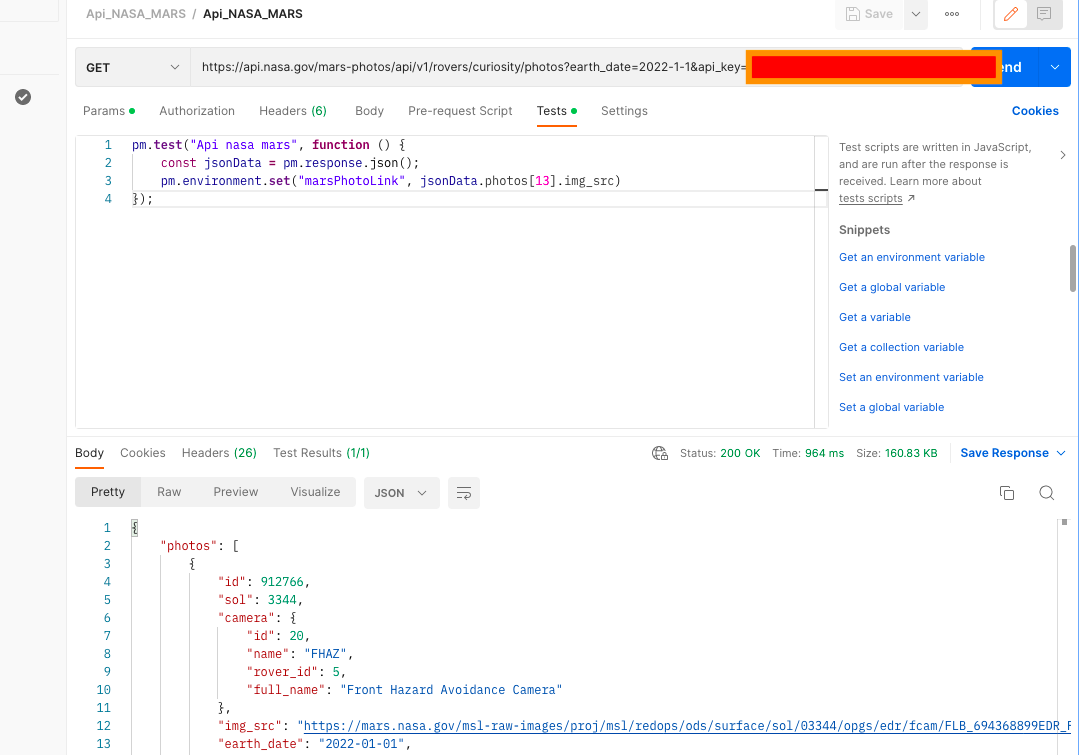 Api_NASA_MARS / Api_NASA_MARS
Save
GET
https://api.nasa.gov/mars-photos/api/v1/rovers/curiosity/photos?earth_date=2022-1-1&api_key=
Params
Authorization
Headers (6)
Body
Pre-request Script
Tests
Settings
Cookies
1 pm.test("Api nasa mars", function () {
2 const jsonData = pm.response.json();
3 pm.environment.set("marsPhotoLink", jsonData.photos[13].img_src)
4 });
Test scripts are written in JavaScript,
and are run after the response is
received. Learn more about
tests scripts ↗
Snippets
Get an environment variable
Get a global variable
Get a variable
Get a collection variable
Set an environment variable
Set a global variable
Body
Cookies
Headers (26)
Test Results (1/1)
Status: 200 OK
Time: 964 ms
Size: 160.83 KB
Save Response
Pretty
Raw
Preview
Visualize
JSON
1 {
2 "photos": [
3 {
4 "id": 912766,
5 "sol": 3344,
6 "camera": {
7 "id": 20,
8 "name": "FHAZ",
9 "rover_id": 5,
10 "full_name": "Front Hazard Avoidance Camera"
11 },
12 "img_src": "https://mars.nasa.gov/msl-raw-images/proj/msl/redops/ods/surface/sol/03344/opgs/edr/fcam/FLB_694368899EDR_
13 "earth_date": "2022-01-01",